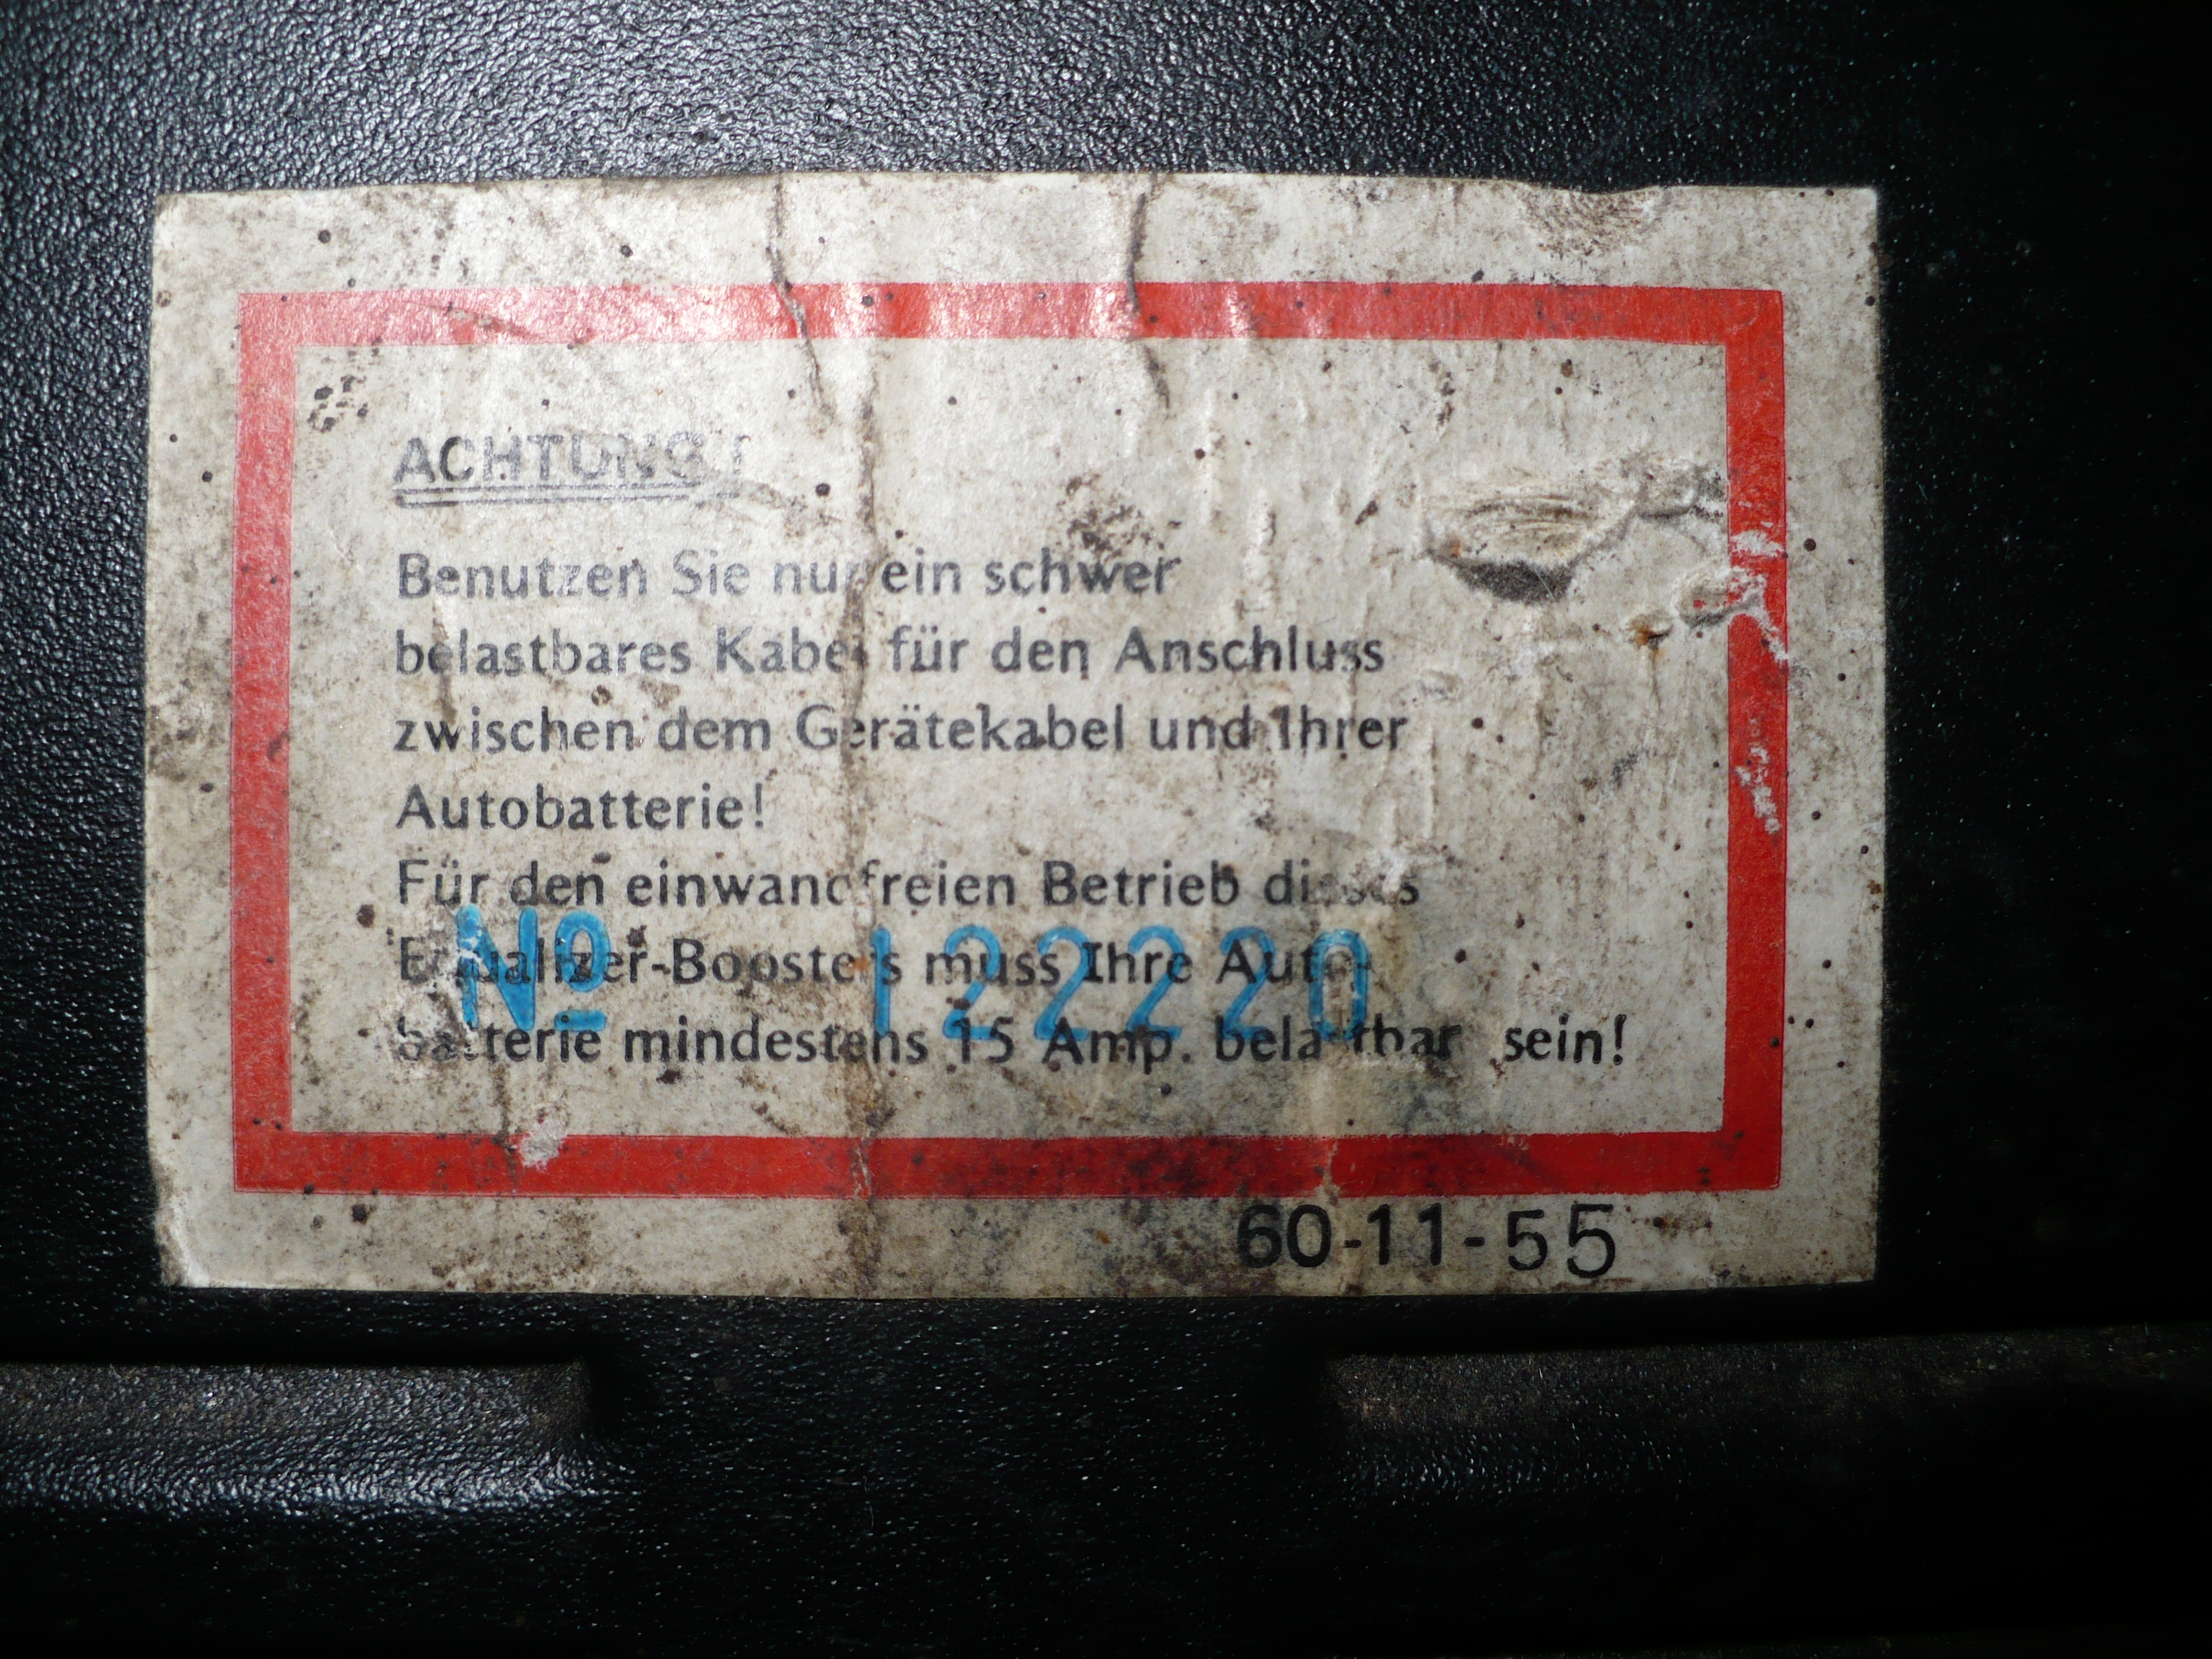 ACHTUNG!
Benutzen Sie nur ein schwer
belastbares Kabel für den Anschluss
zwischen dem Gerätekabel und Ihrer
Autobatterie!
Für den einwandfreien Betrieb dieses
Equalizer-Boosters muss Ihre Auto-
Nº 122220
batterie mindestens 15 Amp. belastbar sein!
60-11-55